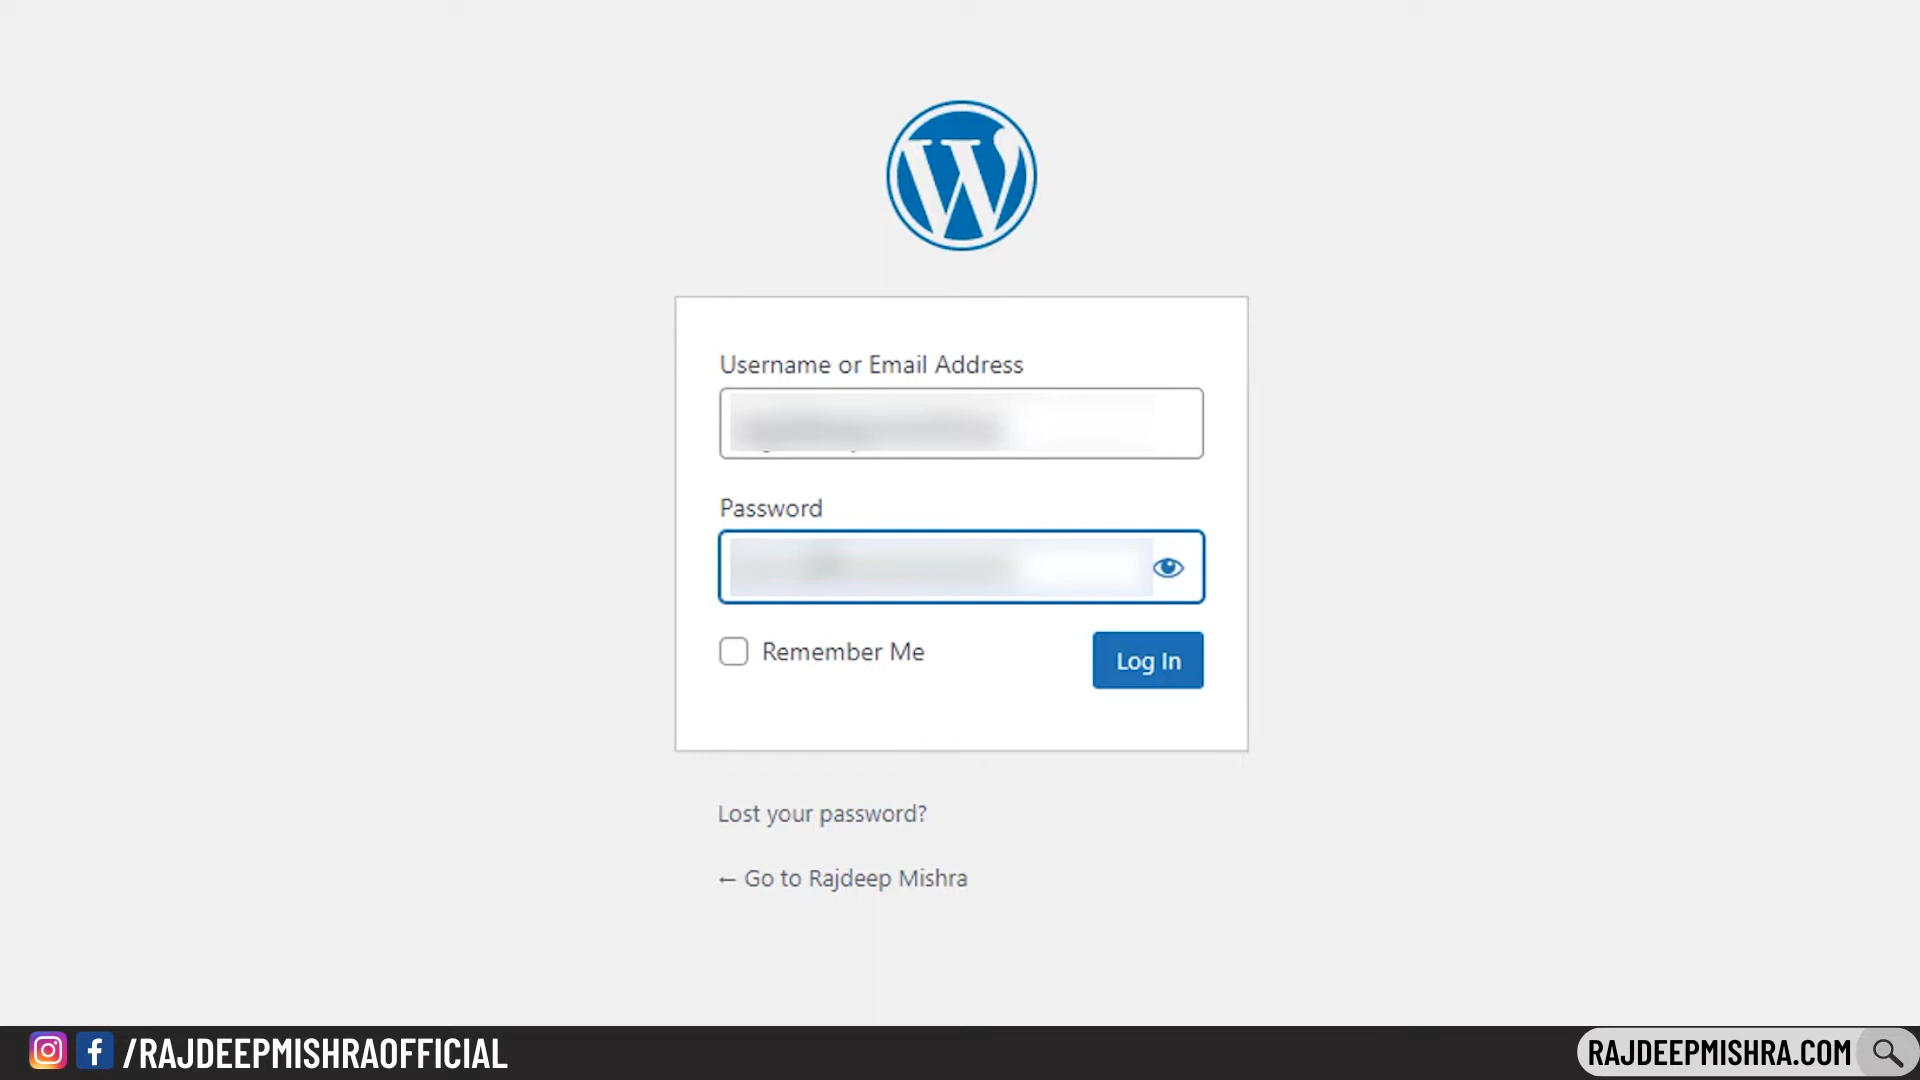 Username or Email Address
Password
Remember Me
Log In
Lost your password?
← Go to Rajdeep Mishra
/RAJDEEPMISHRAOFFICIAL
RAJDEEPMISHRA.COM